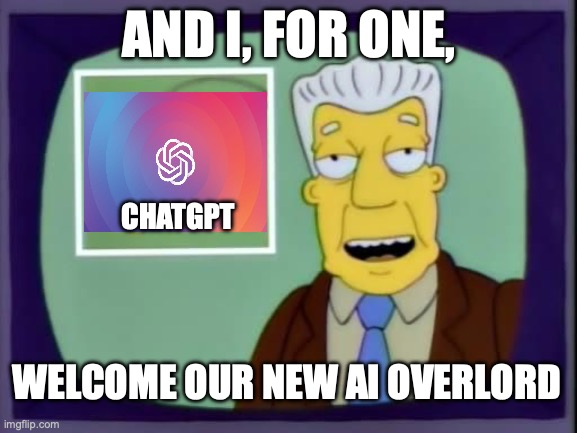 AND I, FOR ONE,
CHATGPT
WELCOME OUR NEW AI OVERLORD
imgflip.com